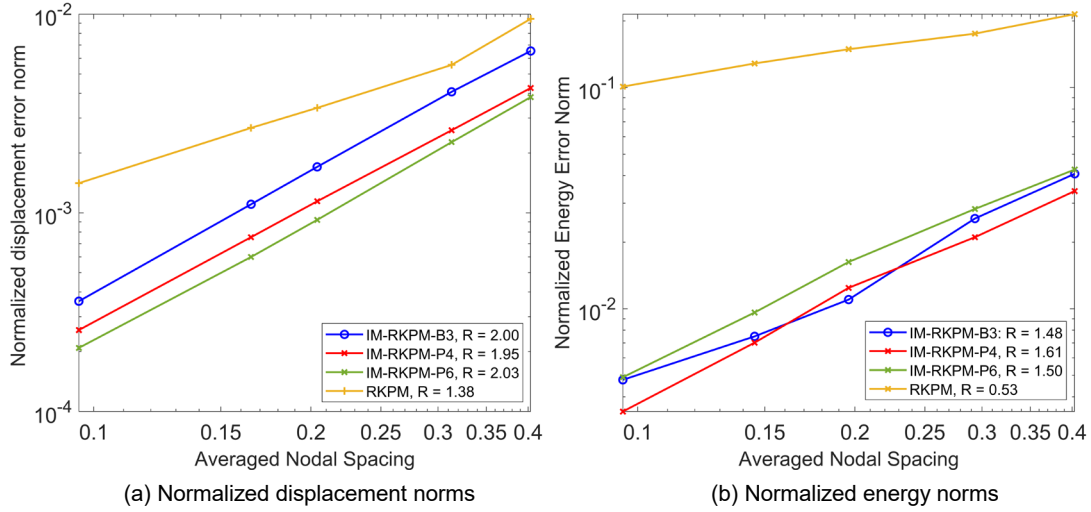 10^-2
10^-3
10^-4
Normalized displacement error norm
IM-RKPM-B3, R = 2.00
IM-RKPM-P4, R = 1.95
IM-RKPM-P6, R = 2.03
RKPM, R = 1.38
0.1 0.15 0.2 0.25 0.3 0.35 0.4
Averaged Nodal Spacing
(a) Normalized displacement norms
10^-1
10^-2
Normalized Energy Error Norm
IM-RKPM-B3: R = 1.48
IM-RKPM-P4: R = 1.61
IM-RKPM-P6: R = 1.50
RKPM, R = 0.53
0.1 0.15 0.2 0.25 0.3 0.35 0.4
Averaged Nodal Spacing
(b) Normalized energy norms